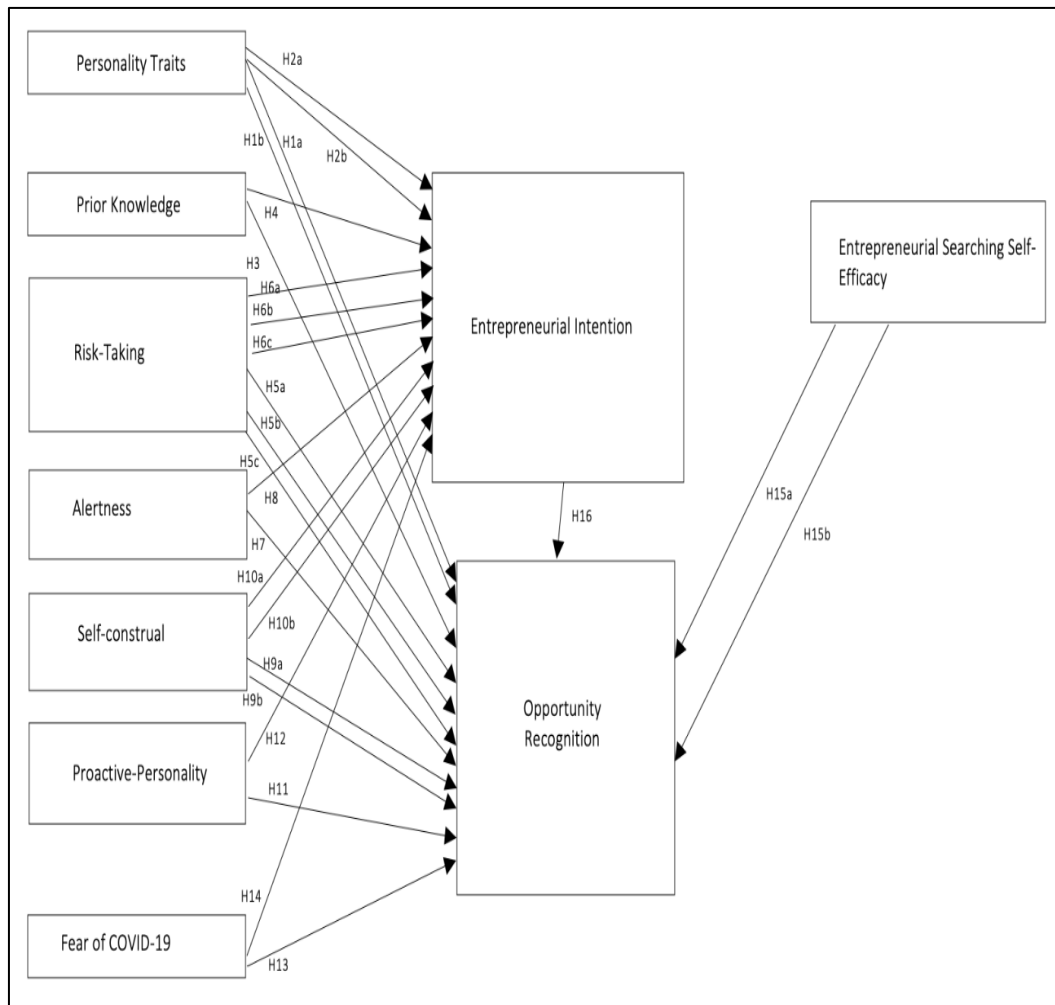 Personality Traits
H2a
H1b
H1a
H2b
Prior Knowledge
H4
H3
H6a
H6b
H6c
Risk-Taking
H5a
H5b
H5c
Entrepreneurial Intention
Entrepreneurial Searching Self-
Efficacy
Alertness
H8
H7
H16
H15a
H15b
H10a
Self-construal
H10b
H9a
H9b
Opportunity
Recognition
H12
Proactive-Personality
H11
H14
Fear of COVID-19
H13